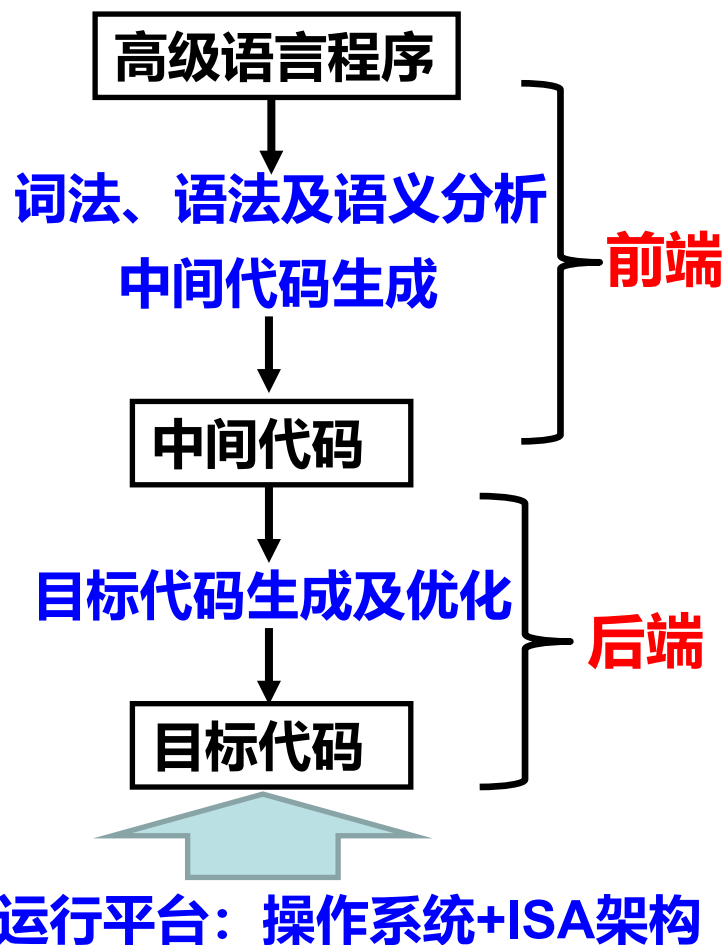 高级语言程序
词法、语法及语义分析
中间代码生成
前端
中间代码
目标代码生成及优化
后端
目标代码
运行平台：操作系统+ISA架构